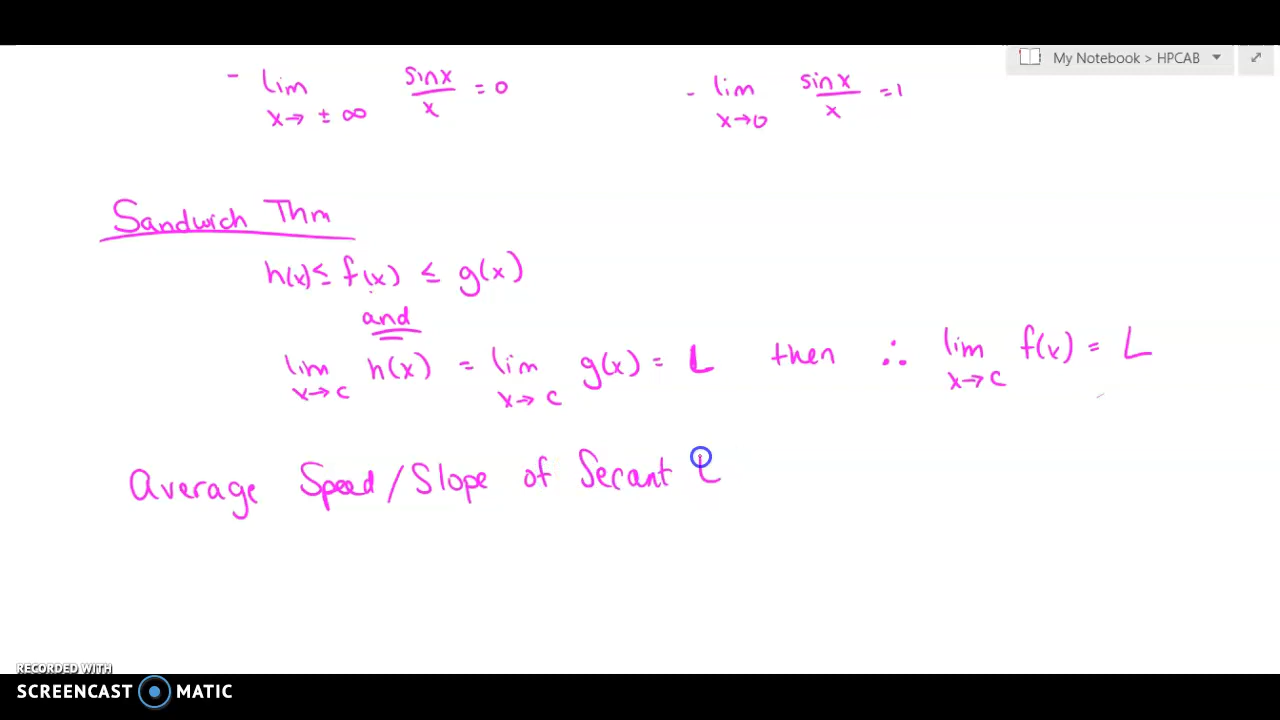 My Notebook > HPCAB
- lim x→±∞ sinx/x = 0
- lim x→0 sinx/x = 1
Sandwich Thm
h(x) ≤ f(x) ≤ g(x)
and
lim x→c h(x) = lim x→c g(x) = L then ∴ lim x→c f(x) = L
Average Speed/Slope of Secant L
RECORDED WITH
SCREENCAST MATIC